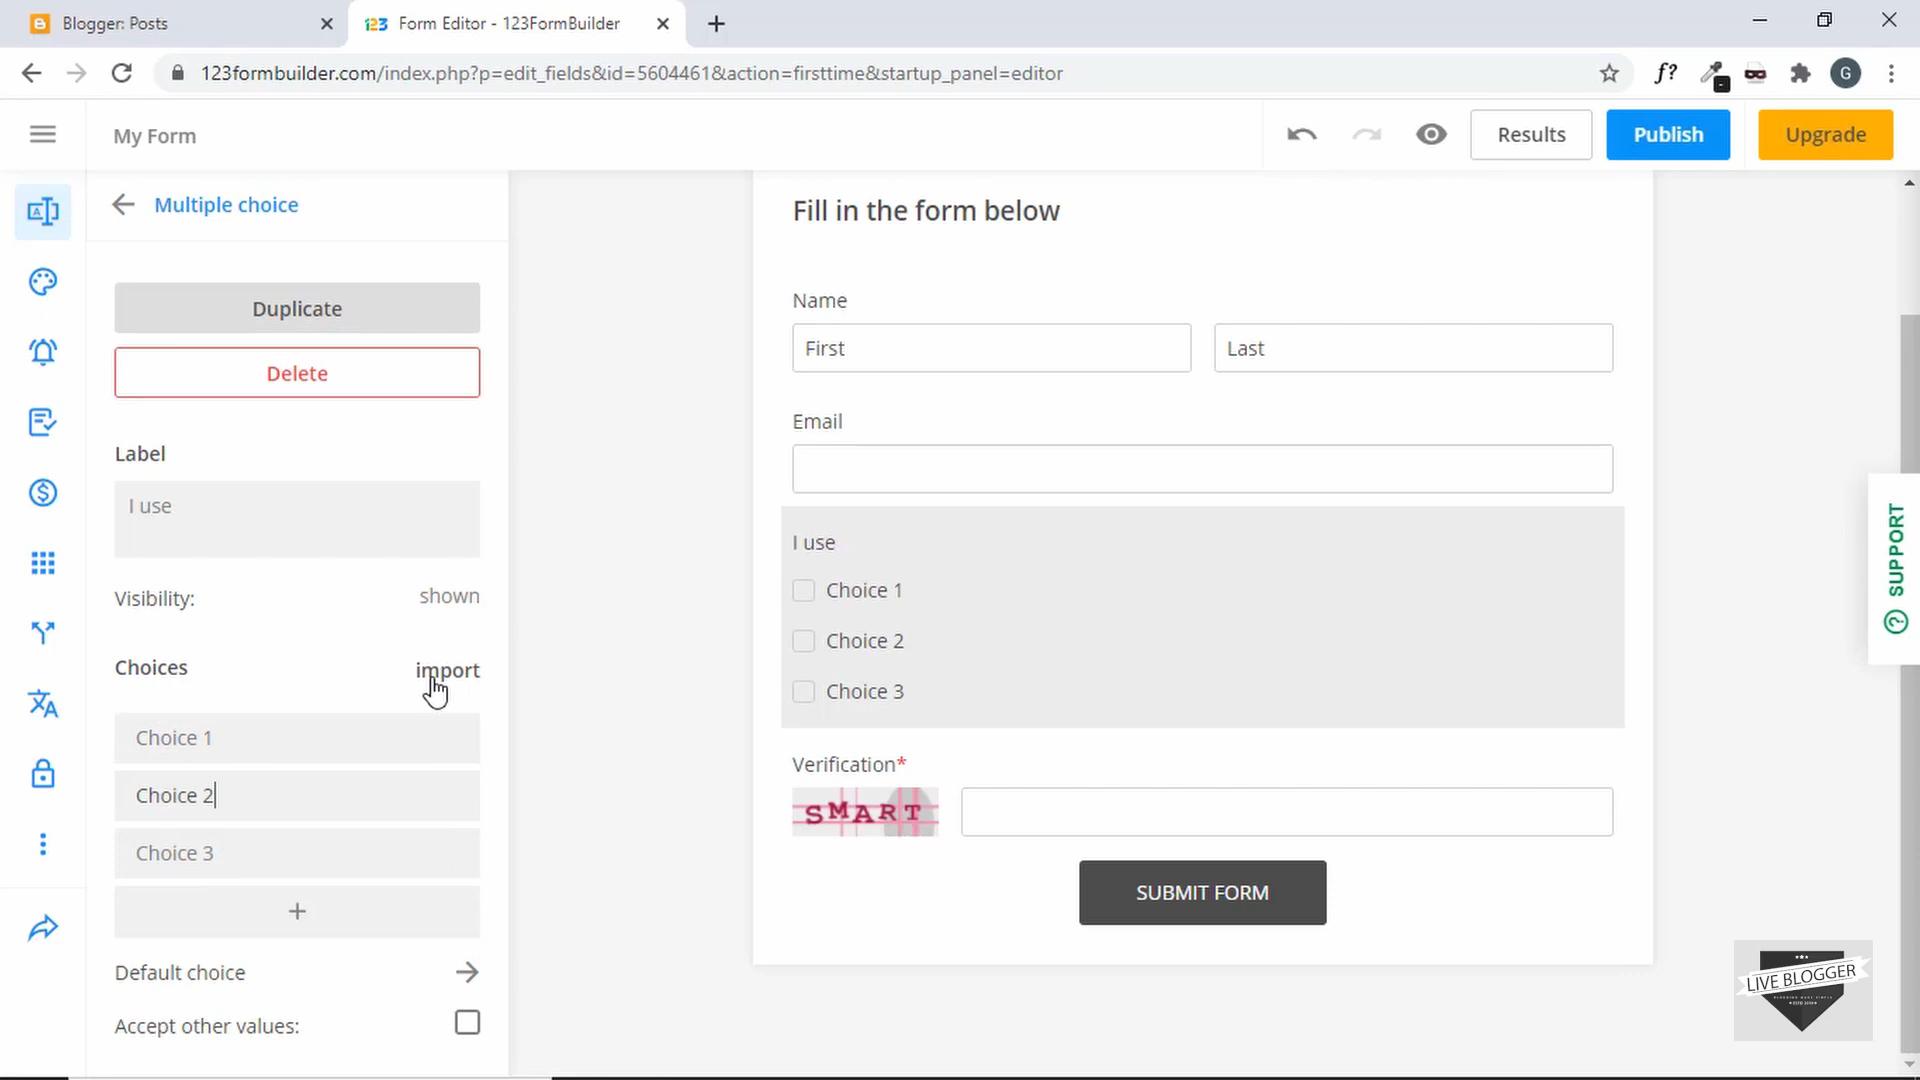 Blogger: Posts
Form Editor - 123FormBuilder
123formbuilder.com/index.php?p=edit_fields&id=5604461&action=firsttime&startup_panel=editor
f?
G
My Form
Results
Publish
Upgrade
Multiple choice
Duplicate
Delete
Label
I use
Visibility:
shown
Choices
import
Choice 1
Choice 2
Choice 3
+
Default choice
Accept other values:
Fill in the form below
Name
First
Last
Email
I use
Choice 1
Choice 2
Choice 3
Verification*
SMART
SUBMIT FORM
SUPPORT
LIVE BLOGGER